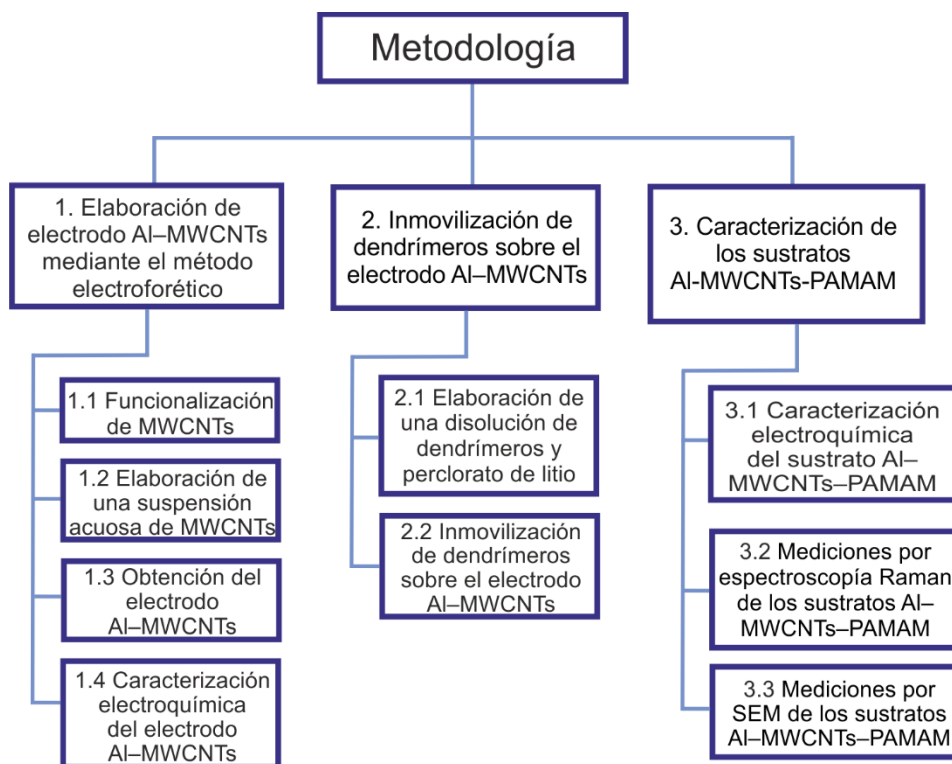 Metodología
1. Elaboración de
electrodo Al–MWCNTs
mediante el método
electroforético
1.1 Funcionalización
de MWCNTs
1.2 Elaboración de
una suspensión
acuosa de MWCNTs
1.3 Obtención del
electrodo
Al–MWCNTs
1.4 Caracterización
electroquímica
del electrodo
Al–MWCNTs
2. Inmovilización de
dendrímeros sobre el
electrodo Al–MWCNTs
2.1 Elaboración de
una disolución de
dendrímeros y
perclorato de litio
2.2 Inmovilización
de dendrímeros
sobre el electrodo
Al–MWCNTs
3. Caracterización de
los sustratos
Al-MWCNTs-PAMAM
3.1 Caracterización
electroquímica
del sustrato Al–
MWCNTs–PAMAM
3.2 Mediciones por
espectroscopía Raman
de los sustratos Al–
MWCNTs–PAMAM
3.3 Mediciones por
SEM de los sustratos
Al–MWCNTs–PAMAM